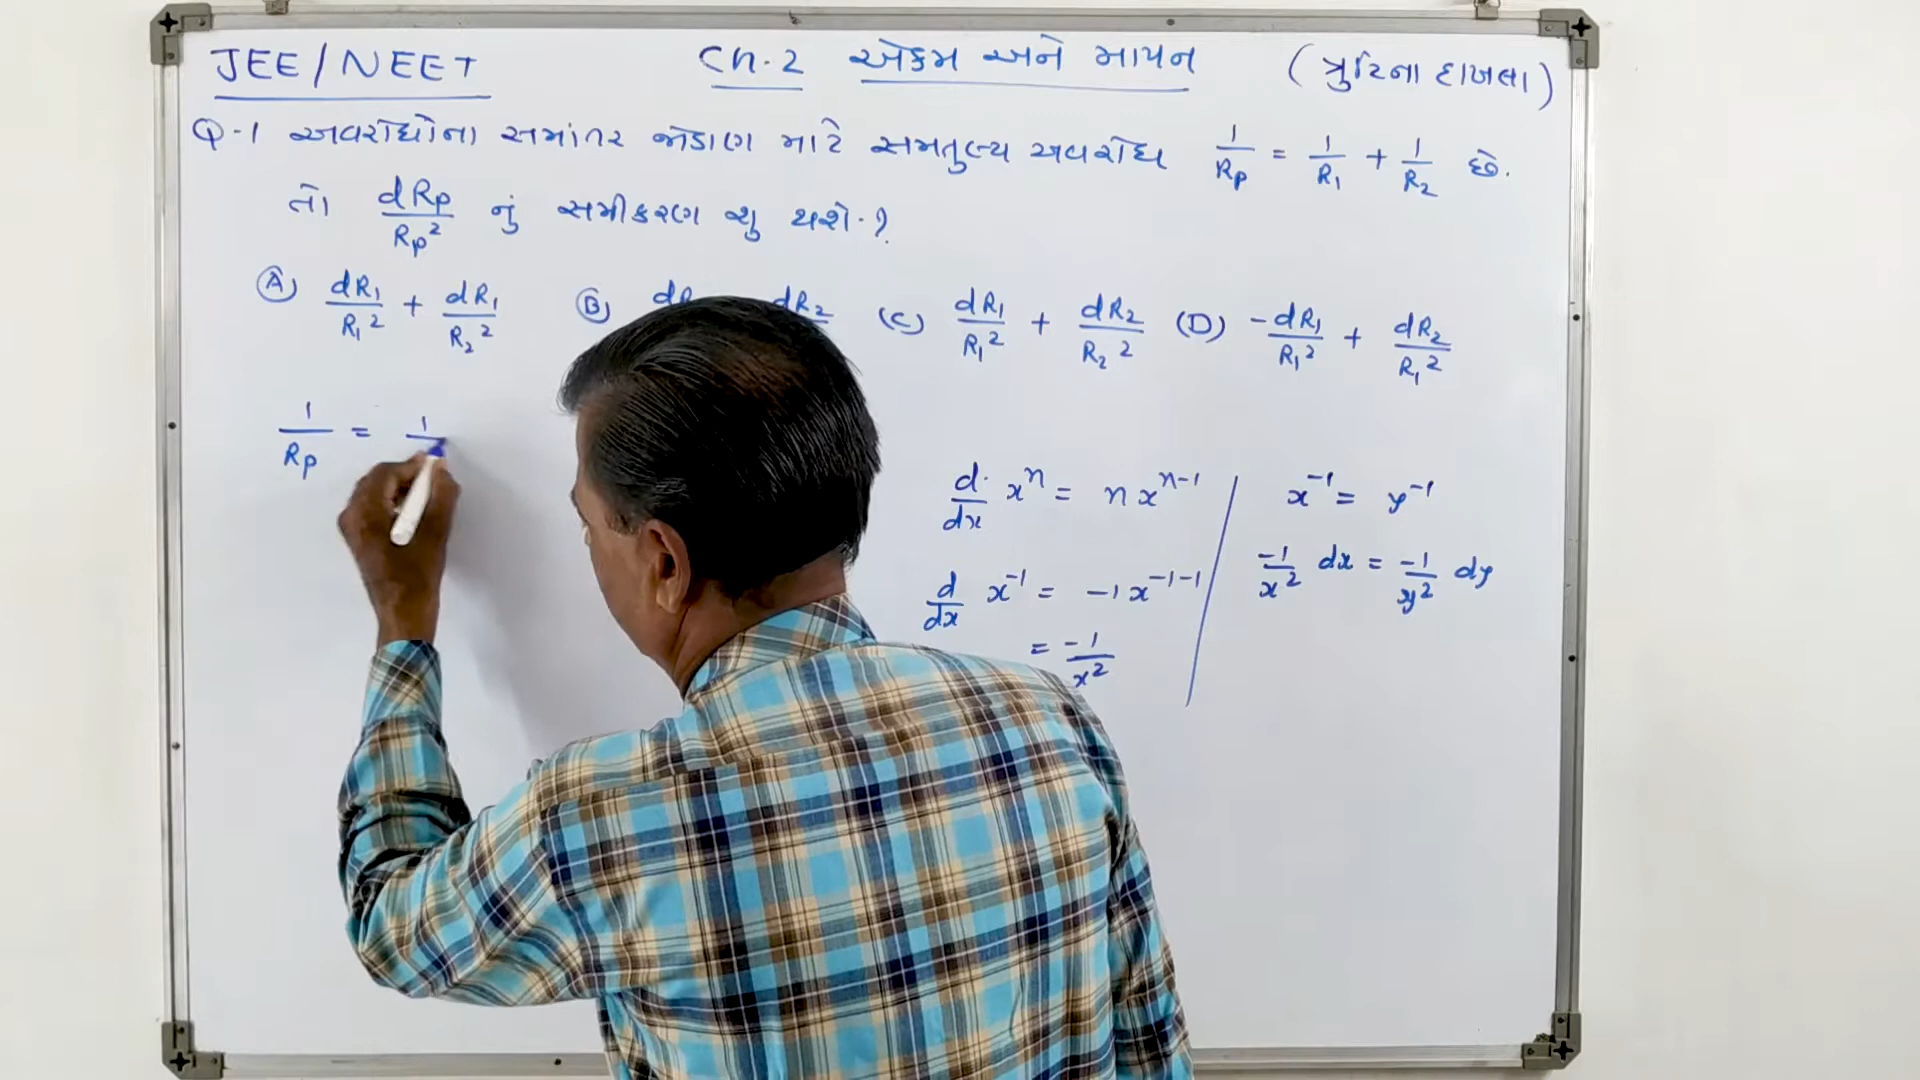 JEE/NEET Ch.2 એકમ અને માપન (ત્રુટિના દાખલા)
Q-1 અવરોધોના સમાંતર જોડાણ માટે સમતુલ્ય અવરોધ 1/Rp = 1/R₁ + 1/R₂ છે.
તો dRp/Rp² નું સમીકરણ શુ થશે.?
(A) dR₁/R₁² + dR₁/R₂² (B) dR₂ (C) dR₁/R₁² + dR₂/R₂² (D) -dR₁/R₁² + dR₂/R₁²
1/Rp = 1
d/dx xⁿ = nxⁿ⁻¹
d/dx x⁻¹ = -1x⁻¹⁻¹
= -1/x²
x⁻¹ = y⁻¹
-1/x² dx = -1/y² dy